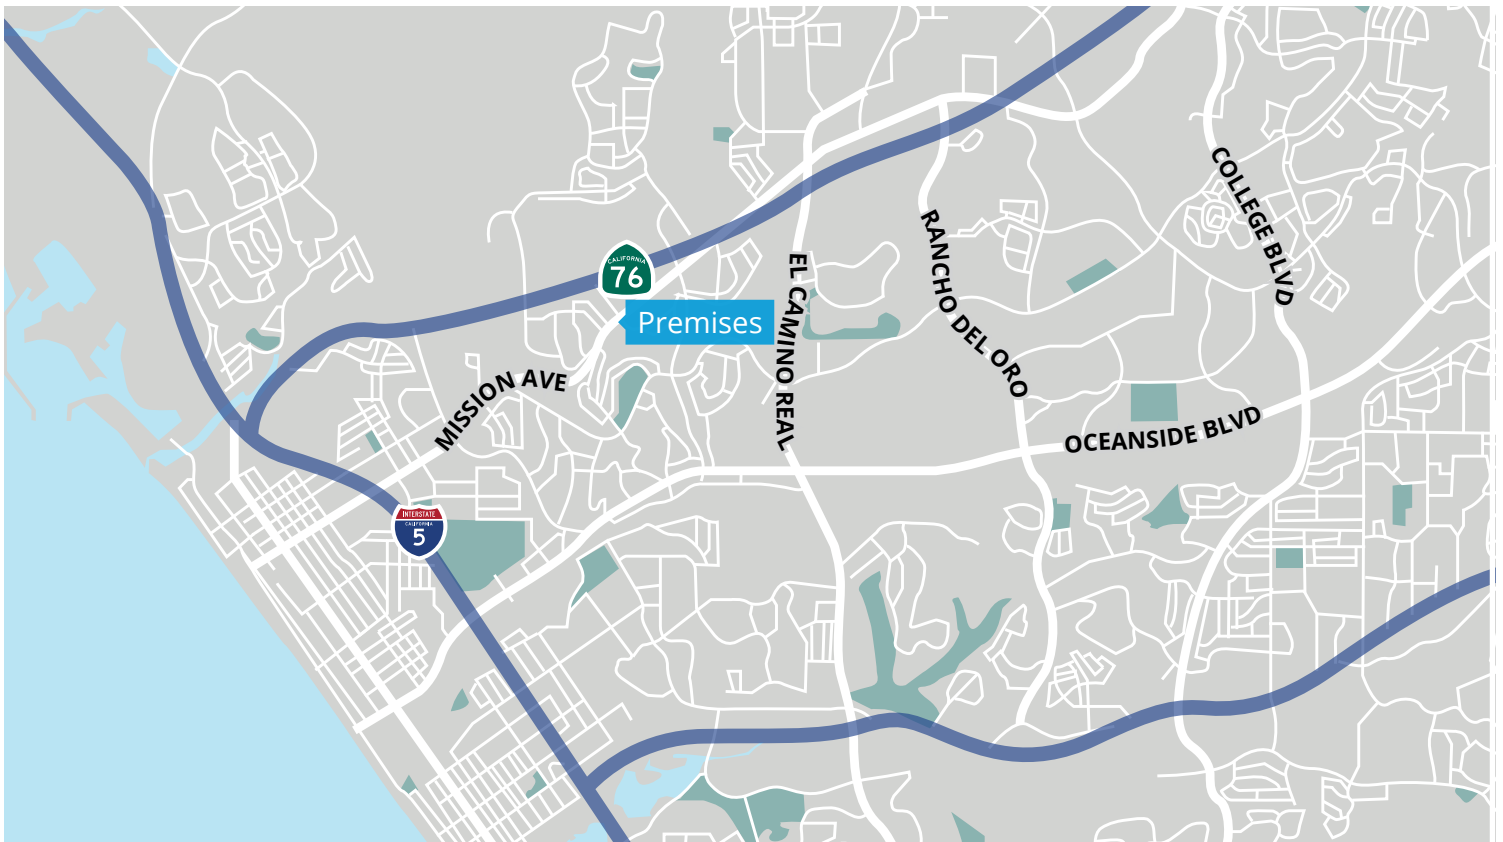 COLLEGE BLVD
RANCHO DEL ORO
CALIFORNIA
76
EL CAMINO REAL
Premises
MISSION AVE
OCEANSIDE BLVD
INTERSTATE
CALIFORNIA
5